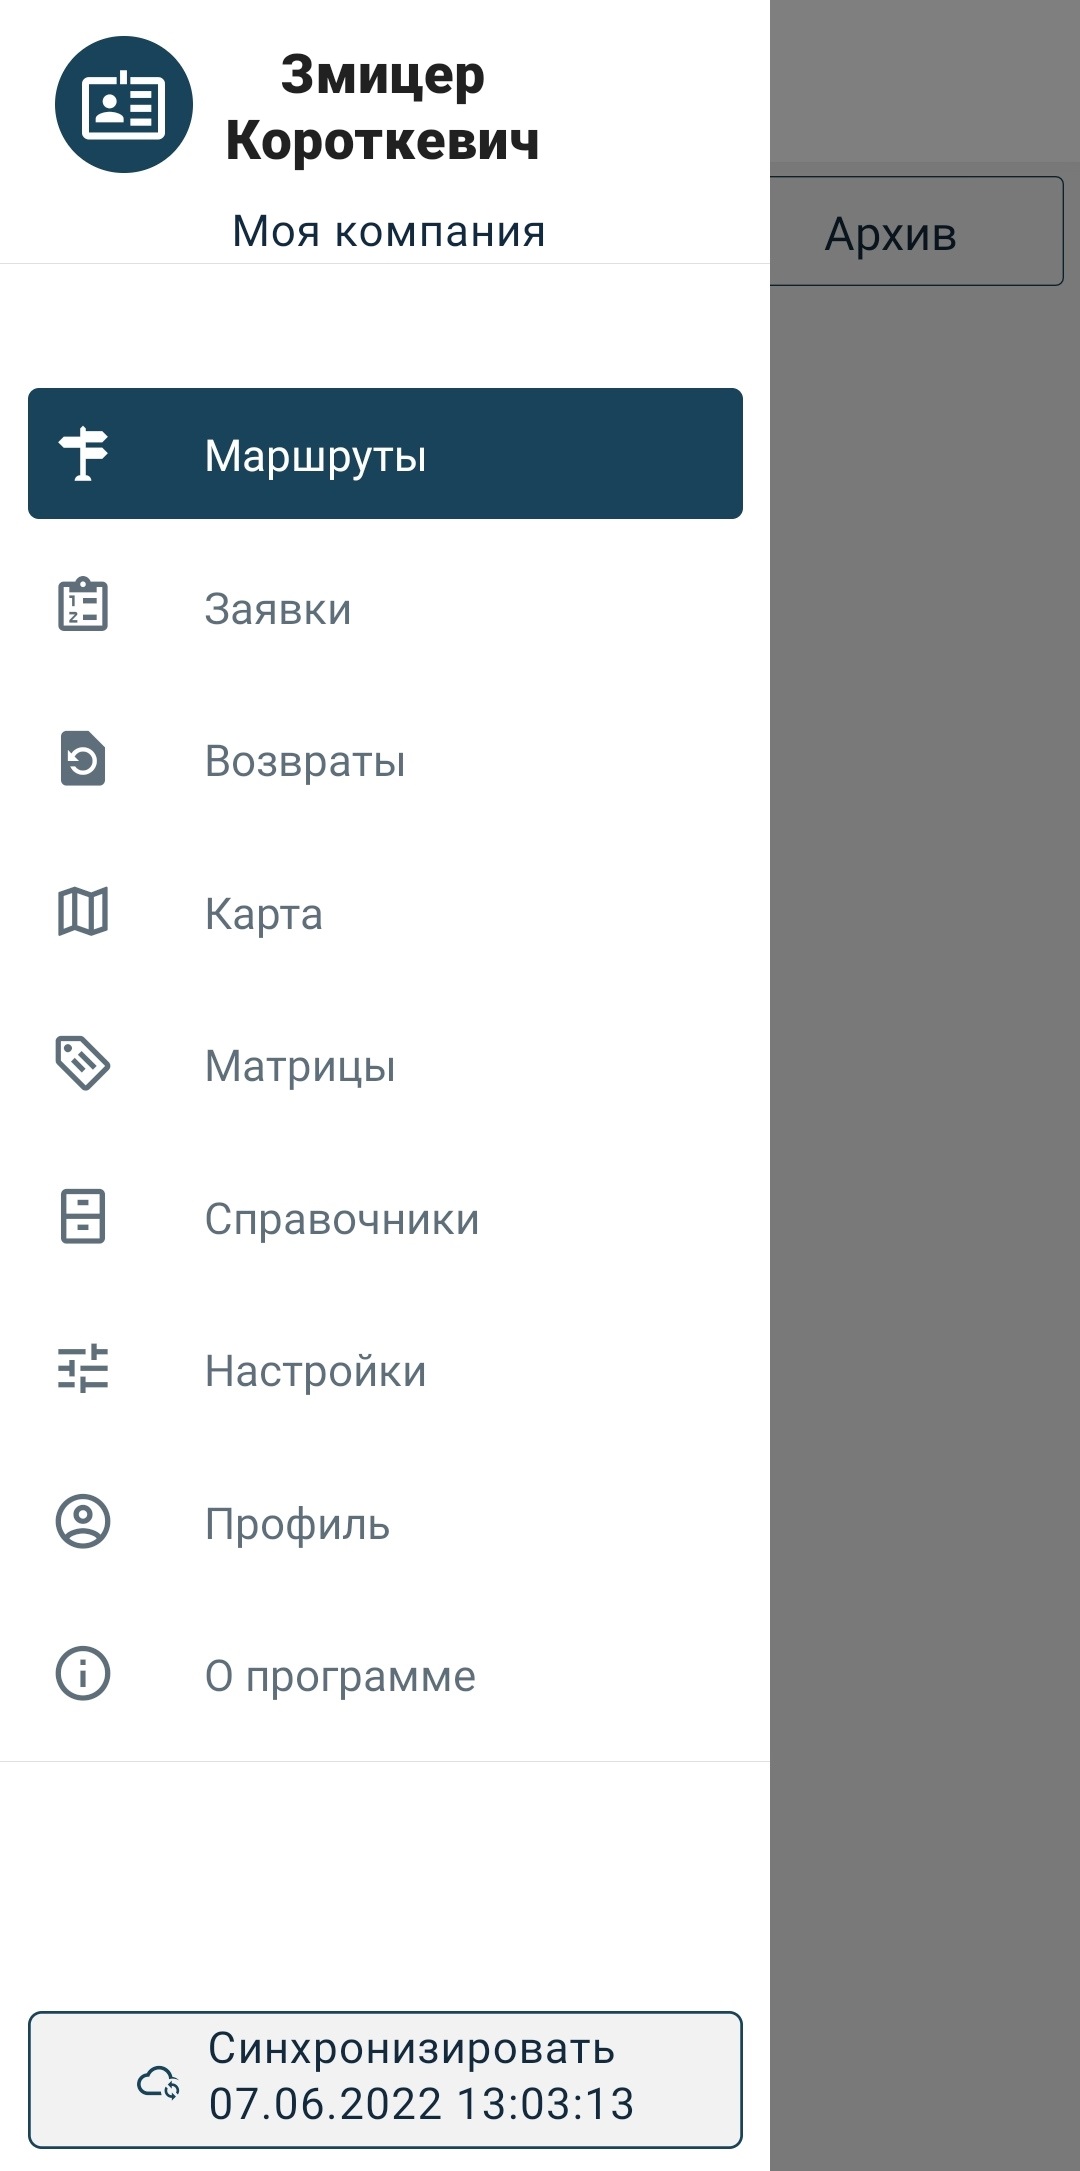 Змицер
Короткевич
Моя компания
Архив
Маршруты
Заявки
Возвраты
Карта
Матрицы
Справочники
Настройки
Профиль
О программе
Синхронизировать
07.06.2022 13:03:13